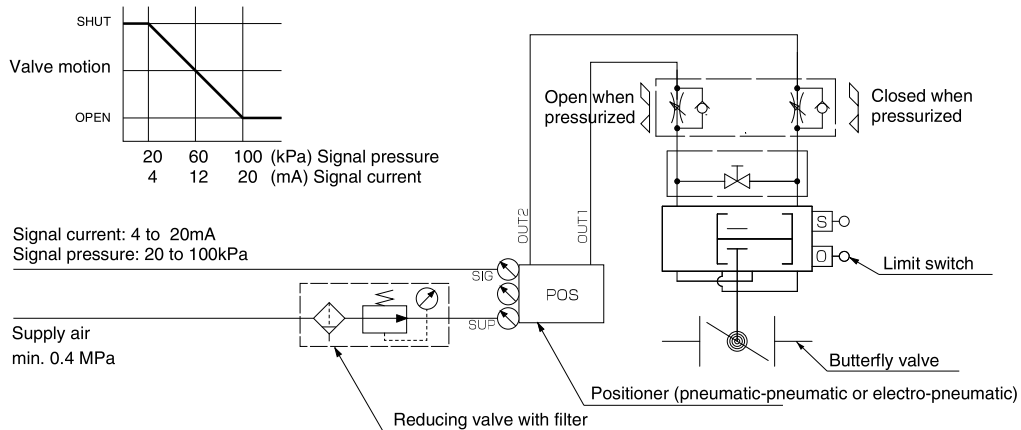 SHUT
Valve motion
OPEN
20 60 100 (kPa) Signal pressure
4 12 20 (mA) Signal current
Open when
pressurized
Closed when
pressurized
OUT2
OUT1
S
O
Limit switch
Signal current: 4 to 20mA
Signal pressure: 20 to 100kPa
SIG
POS
SUP
Supply air
min. 0.4 MPa
Butterfly valve
Positioner (pneumatic-pneumatic or electro-pneumatic)
Reducing valve with filter